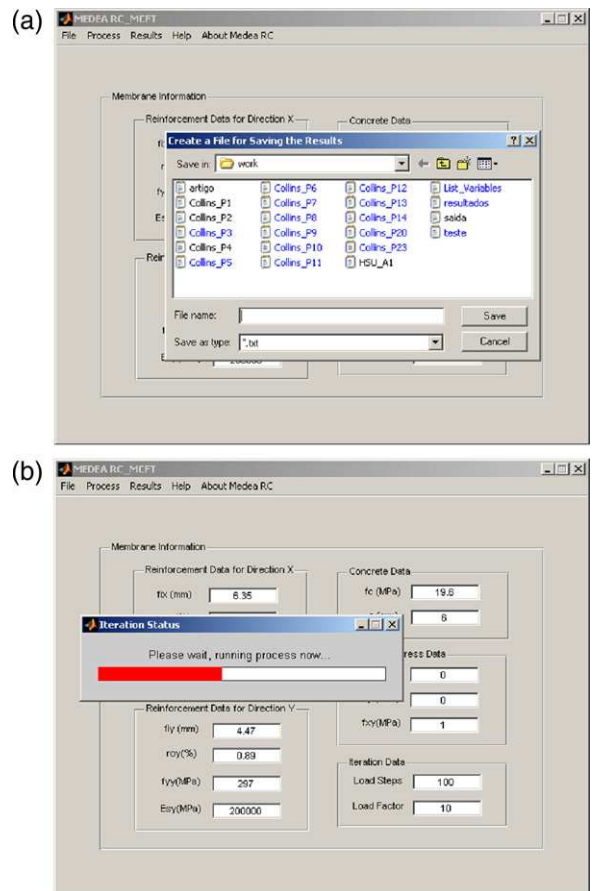 (a)
MEDEA RC_MCFT
File Process Results Help About Medea RC
Membrane Information
Reinforcement Data for Direction X
Concrete Data
Create a File for Saving the Results
Save in: work
artigo Collins_P6 Collins_P12 List_Variables
Collins_P1 Collins_P7 Collins_P13 resultados
Collins_P2 Collins_P8 Collins_P14 saida
Collins_P3 Collins_P9 Collins_P20 teste
Collins_P4 Collins_P10 Collins_P23
Collins_P5 Collins_P11 HSU_A1
File name:
Save
Save as type: *.txt
Cancel
200000
(b)
MEDEA RC_MCFT
File Process Results Help About Medea RC
Membrane Information
Reinforcement Data for Direction X
Concrete Data
fix (mm) 6.35
fc (MPa) 19.6
6
Iteration Status
Please wait, running process now...
ress Data
0
0
fxy(MPa) 1
Reinforcement Data for Direction Y
fiy (mm) 4.47
roy(%) 0.89
fyy(MPa) 297
Esy(MPa) 200000
Iteration Data
Load Steps 100
Load Factor 10